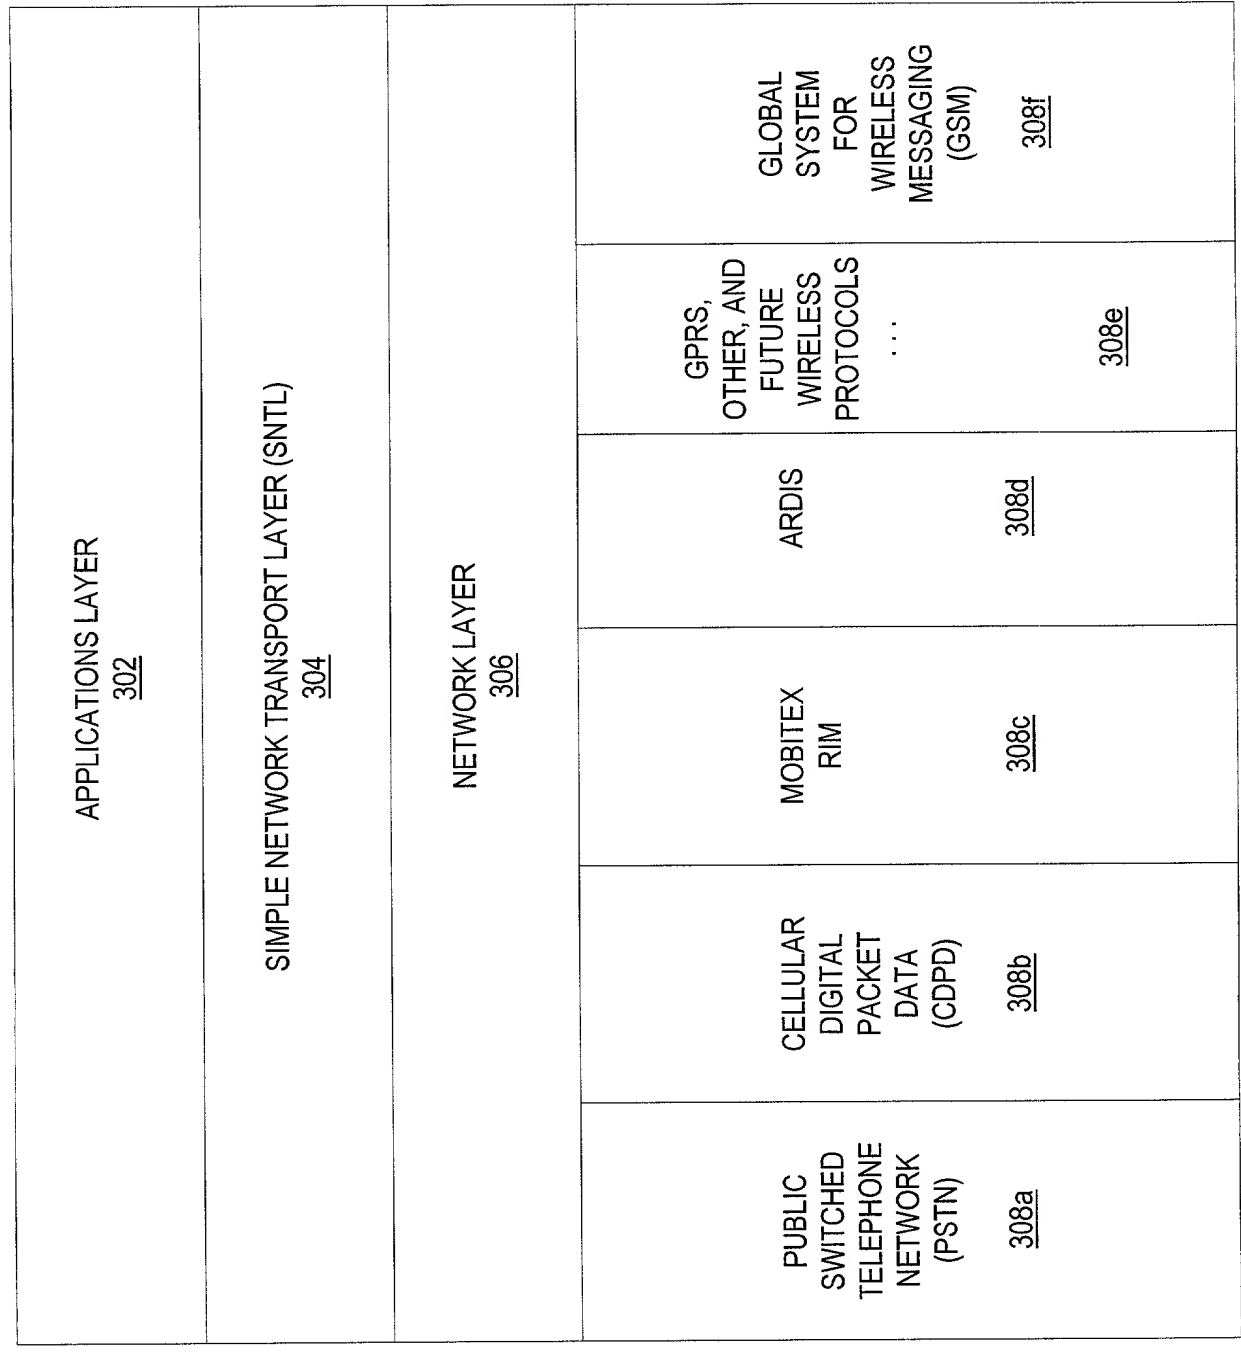 APPLICATIONS LAYER
302
SIMPLE NETWORK TRANSPORT LAYER (SNTL)
304
NETWORK LAYER
306
PUBLIC
SWITCHED
TELEPHONE
NETWORK
(PSTN)
308a
CELLULAR
DIGITAL
PACKET
DATA
(CDPD)
308b
MOBITEX
RIM
308c
ARDIS
308d
GPRS,
OTHER, AND
FUTURE
WIRELESS
PROTOCOLS
...
308e
GLOBAL
SYSTEM
FOR
WIRELESS
MESSAGING
(GSM)
308f